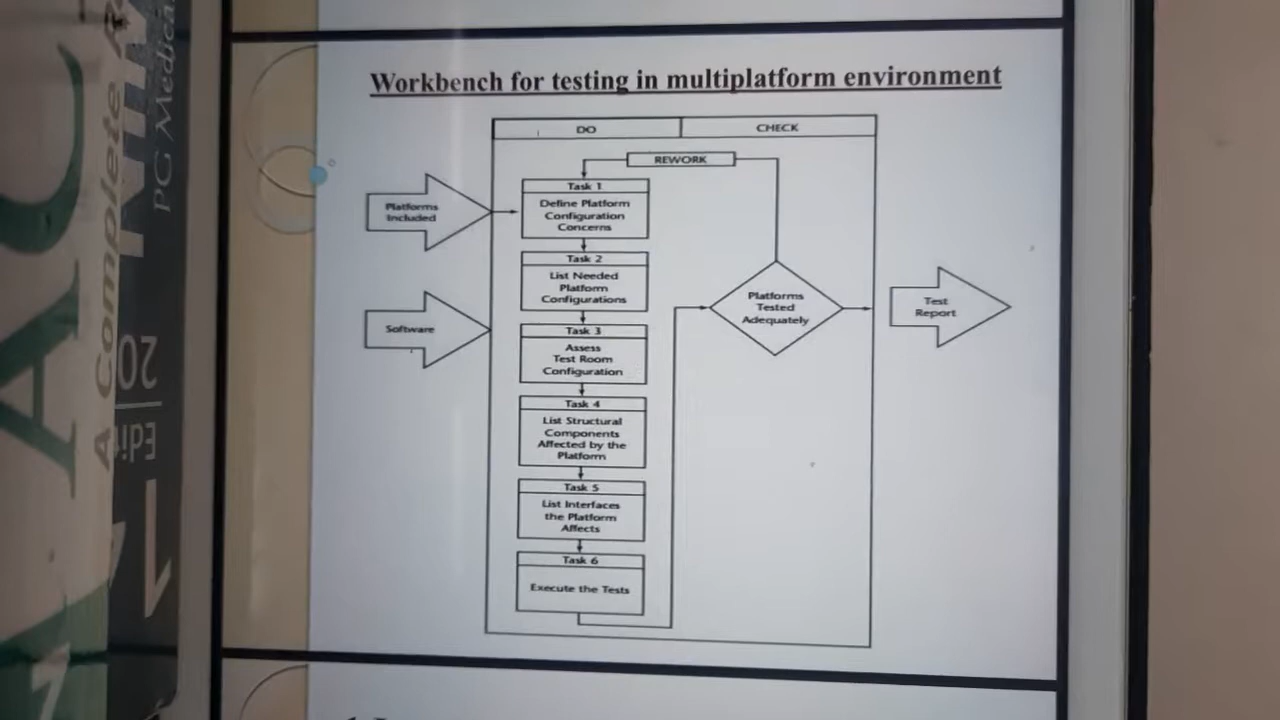 Workbench for testing in multiplatform environment
DO
CHECK
REWORK
Task 1
Define Platform
Configuration
Concerns
Platforms
Included
Task 2
List Needed
Platform
Configurations
Software
Task 3
Assess
Test Room
Configuration
Task 4
List Structural
Components
Affected by the
Platform
Task 5
List Interfaces
the Platform
Affects
Task 6
Execute the Tests
Platforms
Tested
Adequately
Test
Report
A Complete
PG Medical
20